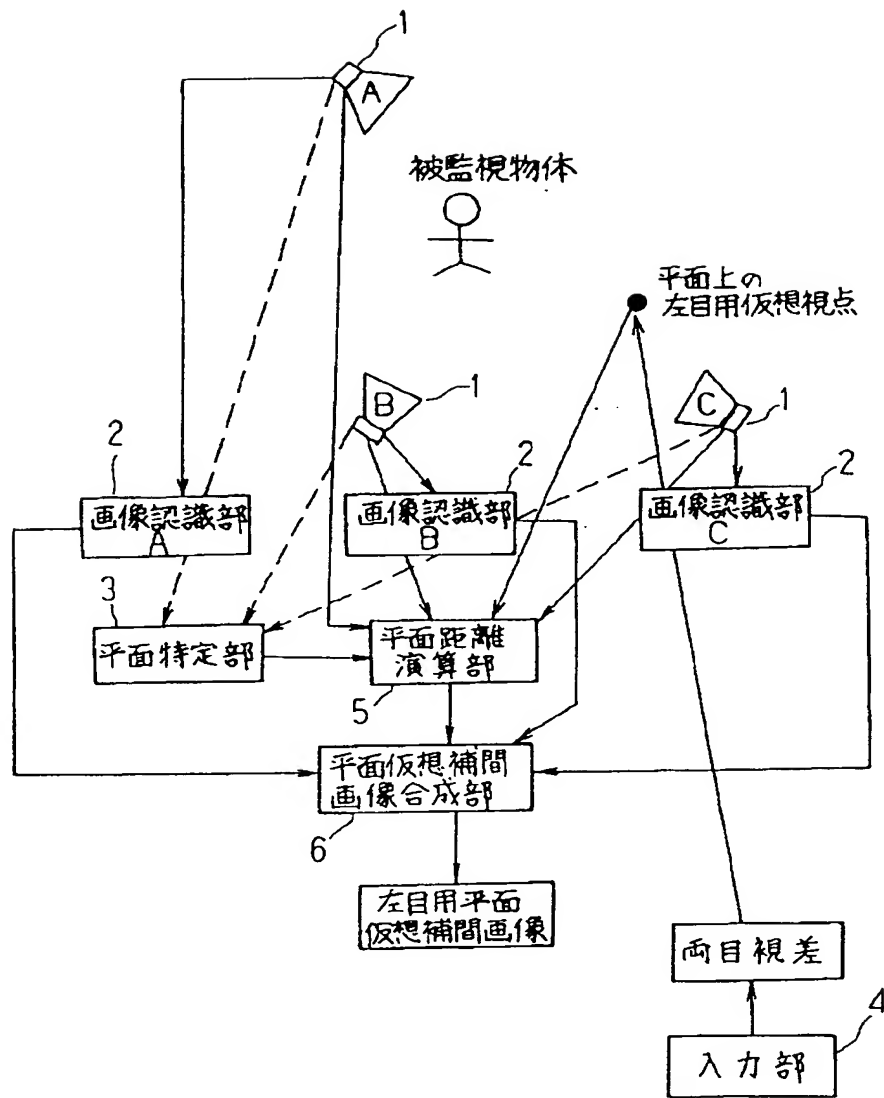 1
A
被監視物体
平面上の
左目用仮想視点
B
1
C
1
2
画像認識部
A
2
画像認識部
B
2
画像認識部
C
3
平面特定部
平面距離
演算部
5
平面仮想補間
画像合成部
6
左目用平面
仮想補間画像
両目視差
4
入力部